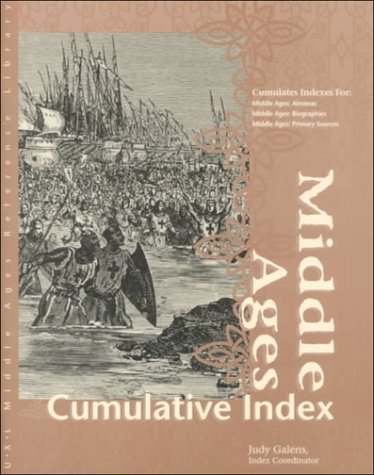 U·X·L Middle Ages Reference Library
Cumulates Indexes For:
Middle Ages: Almanac
Middle Ages: Biographies
Middle Ages: Primary Sources
Middle
Ages
Cumulative Index
Judy Galens,
Index Coordinator